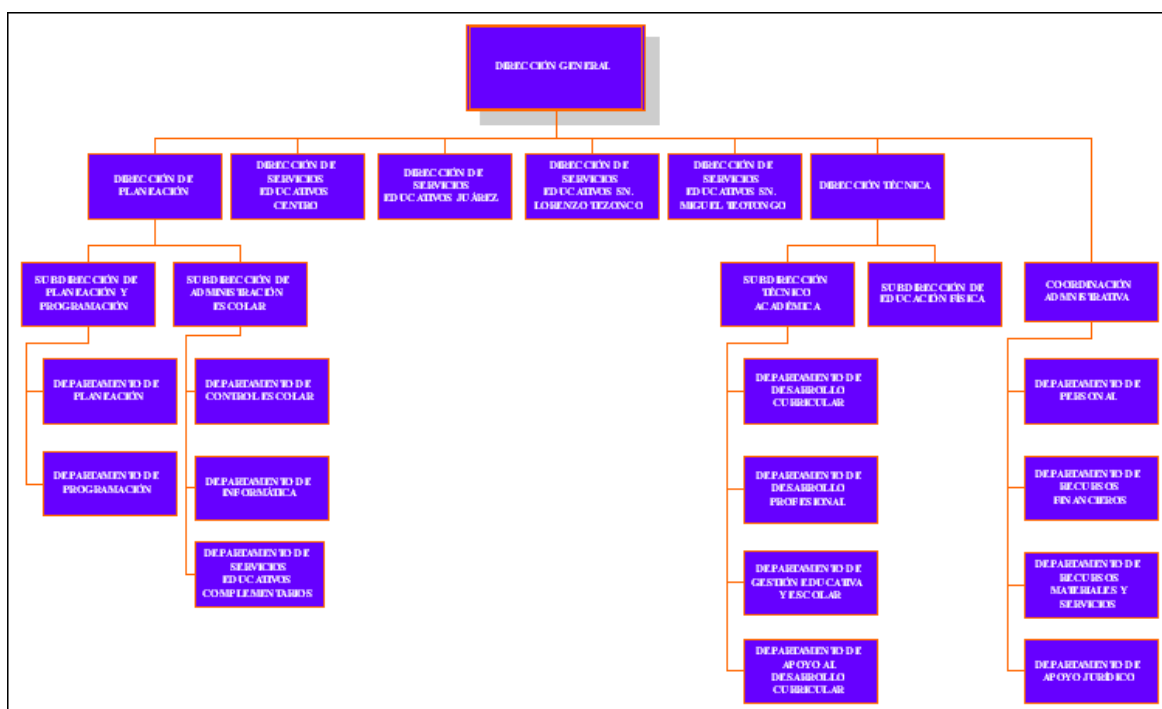 DIRECCIÓN GENERAL
DIRECCIÓN DE
PLANEACIÓN
DIRECCIÓN DE
SERVICIOS
EDUCATIVOS
CENTRO
DIRECCIÓN DE
SERVICIOS
EDUCATIVOS JUÁREZ
DIRECCIÓN DE
SERVICIOS
EDUCATIVOS SN.
LORENZO TEZONCO
DIRECCIÓN DE
SERVICIOS
EDUCATIVOS SN.
MIGUEL TEOTONGO
DIRECCIÓN TÉCNICA
SUBDIRECCIÓN DE
PLANEACIÓN Y
PROGRAMACIÓN
SUBDIRECCIÓN DE
ADMINISTRACIÓN
ESCOLAR
SUBDIRECCIÓN
TÉCNICO
ACADÉMICA
SUBDIRECCIÓN DE
EDUCACIÓN FÍSICA
COORDINACIÓN
ADMNISTRATIVA
DEPARTAMENTO DE
PLANEACIÓN
DEPARTAMENTO DE
CONTROL ESCOLAR
DEPARTAMENTO DE
DESARROLLO
CURRICULAR
DEPARTAMENTO DE
PERSONAL
DEPARTAMENTO DE
PROGRAMACIÓN
DEPARTAMENTO DE
INFORMÁTICA
DEPARTAMENTO DE
DESARROLLO
PROFESIONAL
DEPARTAMENTO DE
RECURSOS
FINANCIEROS
DEPARTAMENTO DE
SERVICIOS
EDUCATIVOS
COMPLEMENTARIOS
DEPARTAMENTO DE
GESTIÓN EDUCATIVA
Y ESCOLAR
DEPARTAMENTO DE
RECURSOS
MATERIALES Y
SERVICIOS
DEPARTAMENTO DE
APOYO AL
DESARROLLO
CURRICULAR
DEPARTAMENTO DE
APOYO JURÍDICO